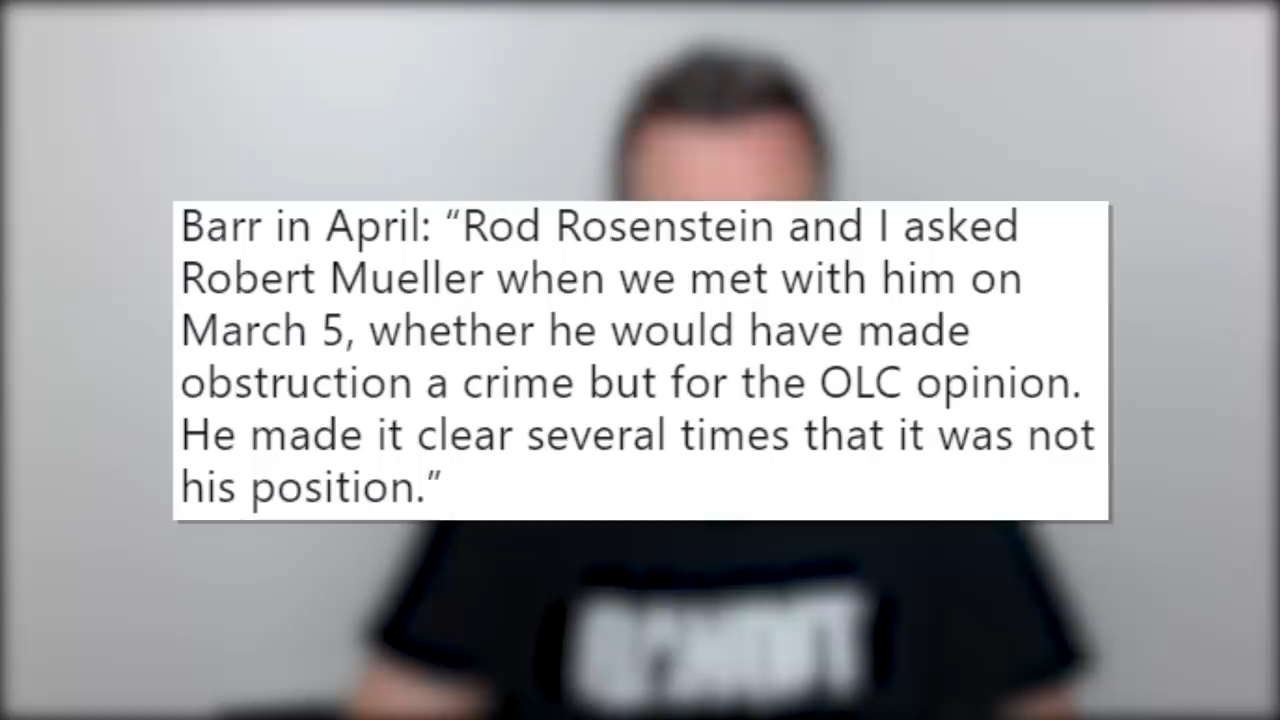 Barr in April: “Rod Rosenstein and I asked
Robert Mueller when we met with him on
March 5, whether he would have made
obstruction a crime but for the OLC opinion.
He made it clear several times that it was not
his position.”